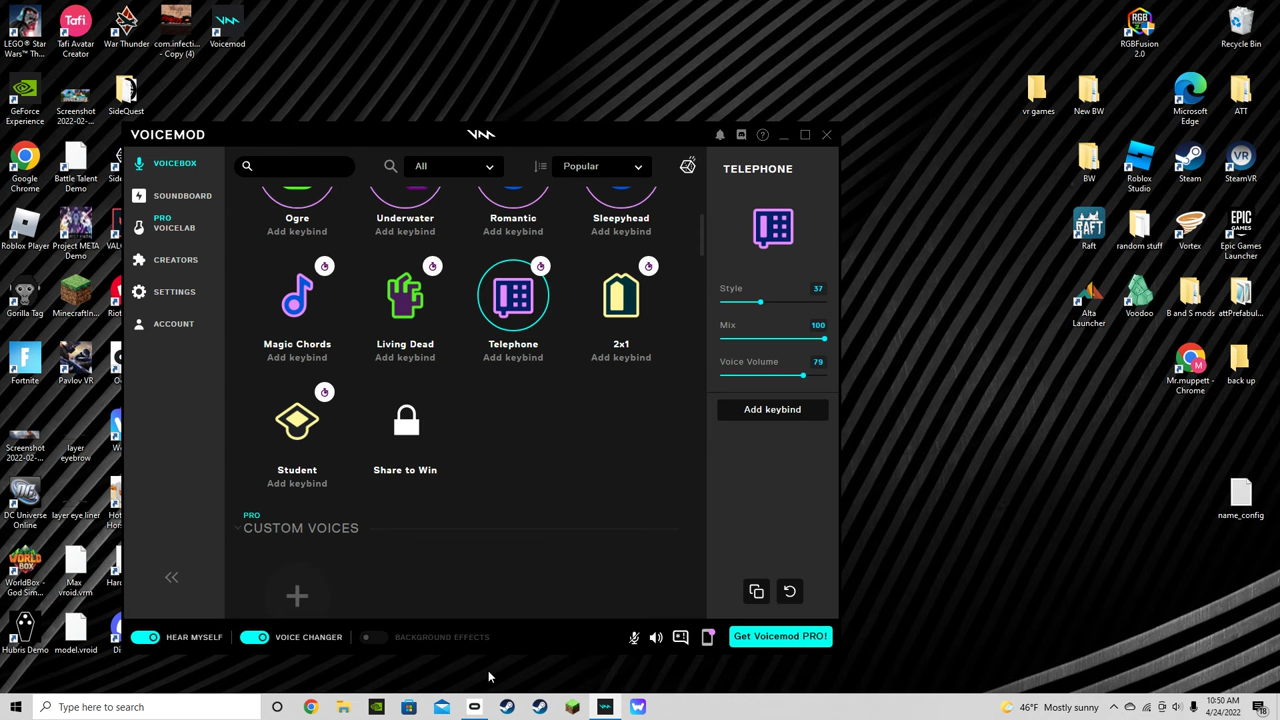 LEGO® Star
Wars™ Th...
Tafi
Tafi Avatar
Creator
War Thunder
com.infecti...
- Copy (4)
Voicemod
RGB
RGBFusion
2.0
Recycle Bin
GeForce
Experience
Screenshot
2022-02-...
SideQuest
vr games
New BW
Microsoft
Edge
ATT
Google
Chrome
Battle Talent
Demo
BW
Roblox
Studio
Steam
SteamVR
Roblox Player
Project META
Demo
RAFT
Raft
random stuff
Vortex
EPIC
GAMES
Epic Games
Launcher
Gorilla Tag
Alta
Launcher
Voodoo
B and S mods
Fortnite
Pavlov VR
Mr.muppett -
Chrome
back up
Screenshot
2022-02-...
layer
eyebrow
DC Universe
Online
layer eye liner
name_config
WORLD
BOX
WorldBox -
God Sim...
Max
vroid.vrm
Hubris Demo
model.vroid
VOICEMOD
VOICEBOX
SOUNDBOARD
PRO
VOICELAB
CREATORS
SETTINGS
ACCOUNT
All
Popular
Ogre
Add keybind
Underwater
Add keybind
Romantic
Add keybind
Sleepyhead
Add keybind
Magic Chords
Add keybind
Living Dead
Add keybind
Telephone
Add keybind
2x1
Add keybind
Student
Add keybind
Share to Win
PRO
CUSTOM VOICES
TELEPHONE
Style 37
Mix 100
Voice Volume 79
Add keybind
HEAR MYSELF
VOICE CHANGER
BACKGROUND EFFECTS
Get Voicemod PRO!
Type here to search
46°F Mostly sunny
10:50 AM
4/24/2022
18